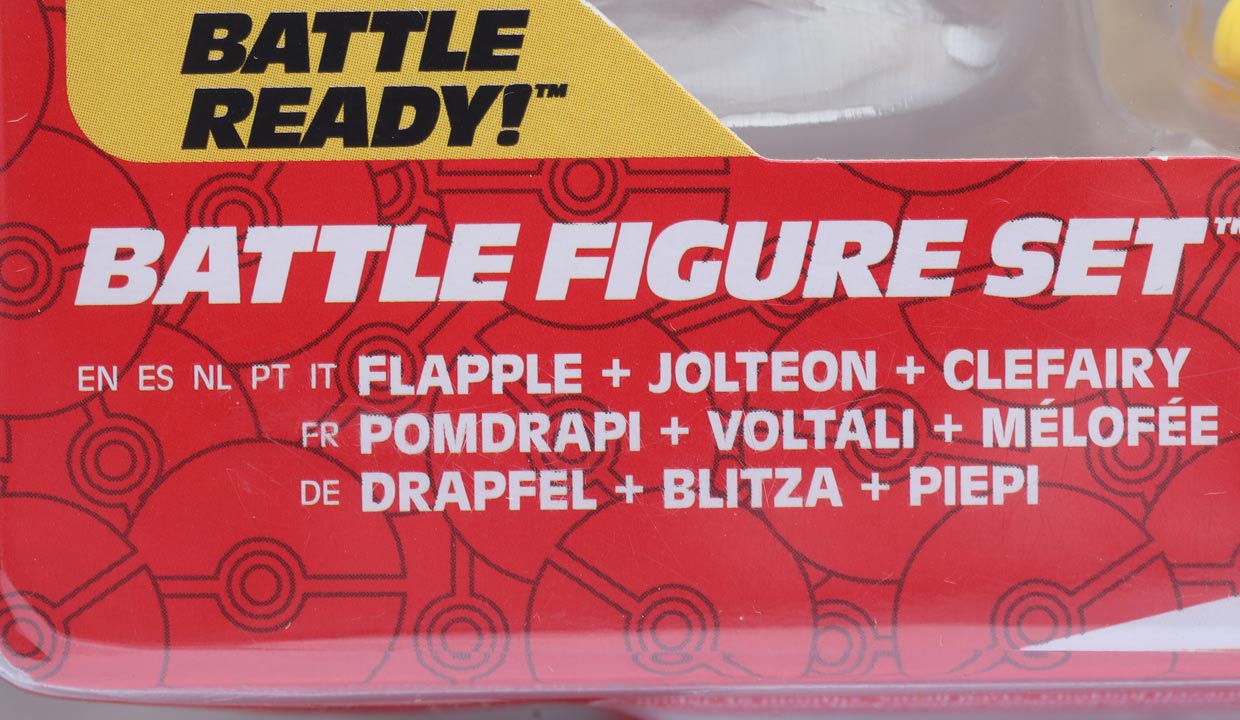 BATTLE
READY!™
BATTLE FIGURE SET™
EN ES NL PT IT FLAPPLE + JOLTEON + CLEFAIRY
FR POMDRAPI + VOLTALI + MÉLOFÉE
DE DRAPFEL + BLITZA + PIEPI